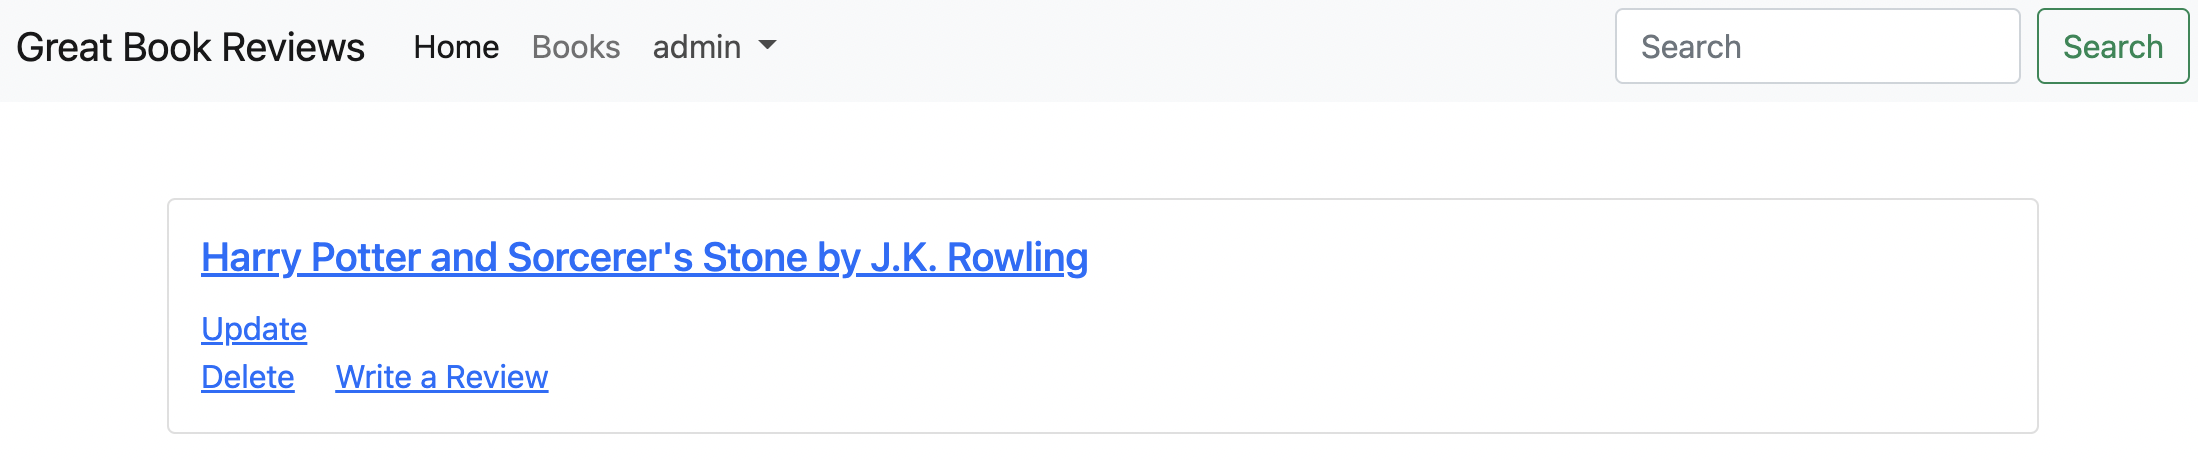 Great Book Reviews Home Books admin Search Search
Harry Potter and Sorcerer's Stone by J.K. Rowling
Update
Delete Write a Review